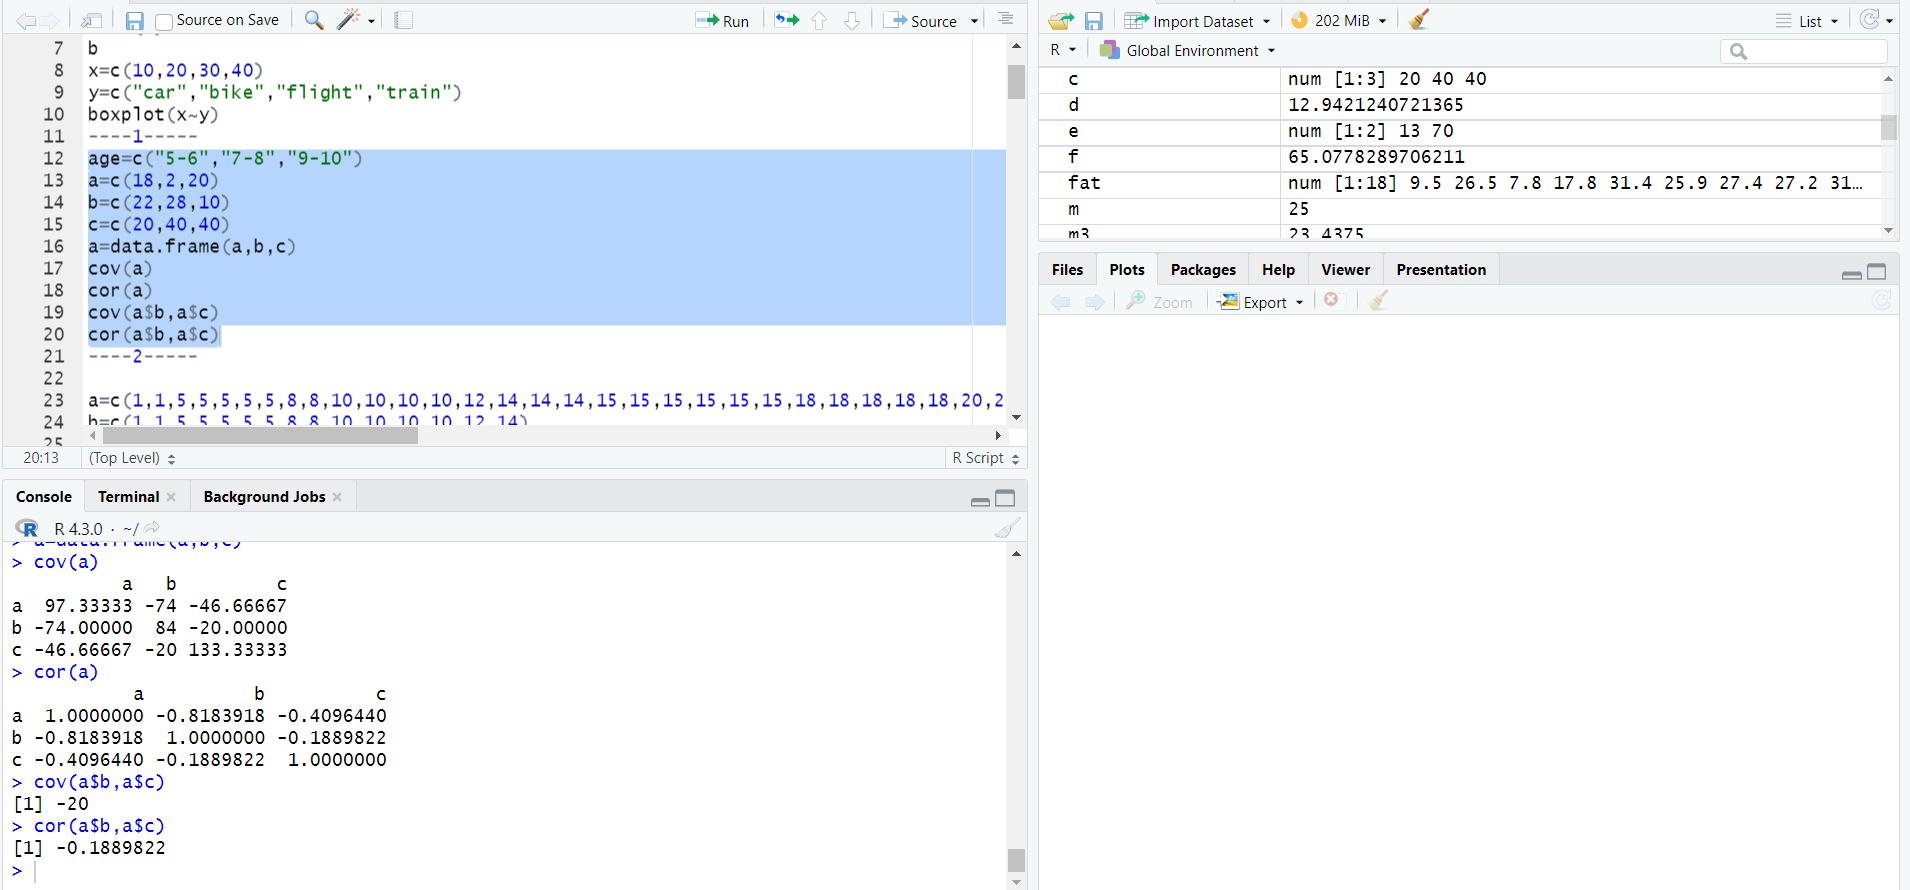 Source on Save
Run
Source
7 b
8 x=c(10,20,30,40)
9 y=c("car","bike","flight","train")
10 boxplot(x~y)
11 ----1-----
12 age=c("5-6","7-8","9-10")
13 a=c(18,2,20)
14 b=c(22,28,10)
15 c=c(20,40,40)
16 a=data.frame(a,b,c)
17 cov(a)
18 cor(a)
19 cov(a$b,a$c)
20 cor(a$b,a$c)
21 ----2-----
22
23 a=c(1,1,5,5,5,5,5,8,8,10,10,10,10,12,14,14,14,15,15,15,15,15,15,18,18,18,18,18,20,2
24 b=c(1,1,5,5,5,5,5,8,8,10,10,10,10,12,14)
25
20:13 (Top Level) R Script
Console Terminal Background Jobs
R 4.3.0 · ~/
> a=data.frame(a,b,c)
> cov(a)
a b c
a 97.33333 -74 -46.66667
b -74.00000 84 -20.00000
c -46.66667 -20 133.33333
> cor(a)
a b c
a 1.0000000 -0.8183918 -0.4096440
b -0.8183918 1.0000000 -0.1889822
c -0.4096440 -0.1889822 1.0000000
> cov(a$b,a$c)
[1] -20
> cor(a$b,a$c)
[1] -0.1889822
>
Import Dataset 202 MiB List
R Global Environment
c num [1:3] 20 40 40
d 12.9421240721365
e num [1:2] 13 70
f 65.0778289706211
fat num [1:18] 9.5 26.5 7.8 17.8 31.4 25.9 27.4 27.2 31…
m 25
m3 23.4375
Files Plots Packages Help Viewer Presentation
Zoom Export